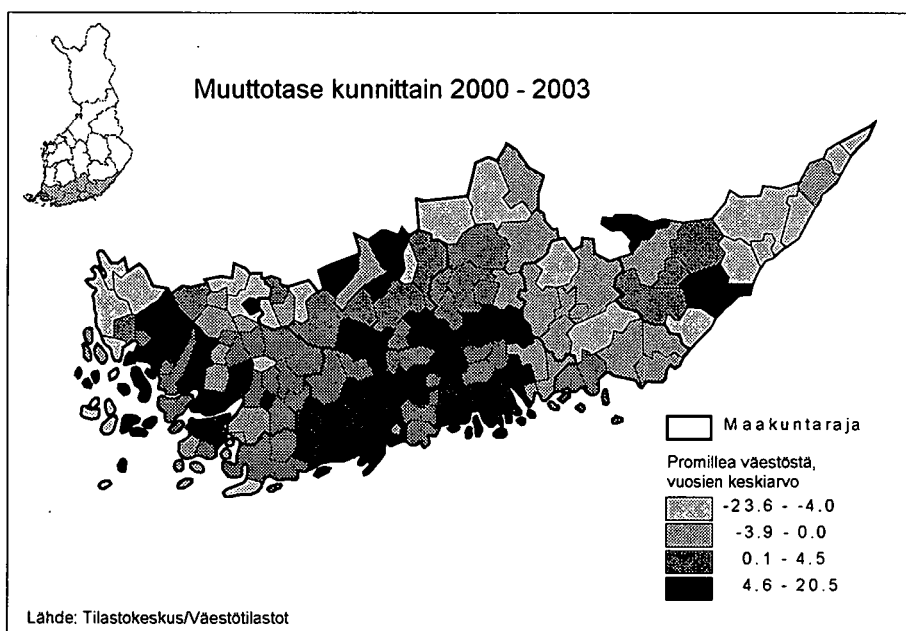 Muuttotase kunnittain 2000 - 2003
Maakuntaraja
Promillea väestöstä,
vuosien keskiarvo
-23.6 - -4.0
-3.9 - 0.0
0.1 - 4.5
4.6 - 20.5
Lähde: Tilastokeskus/Väestötilastot